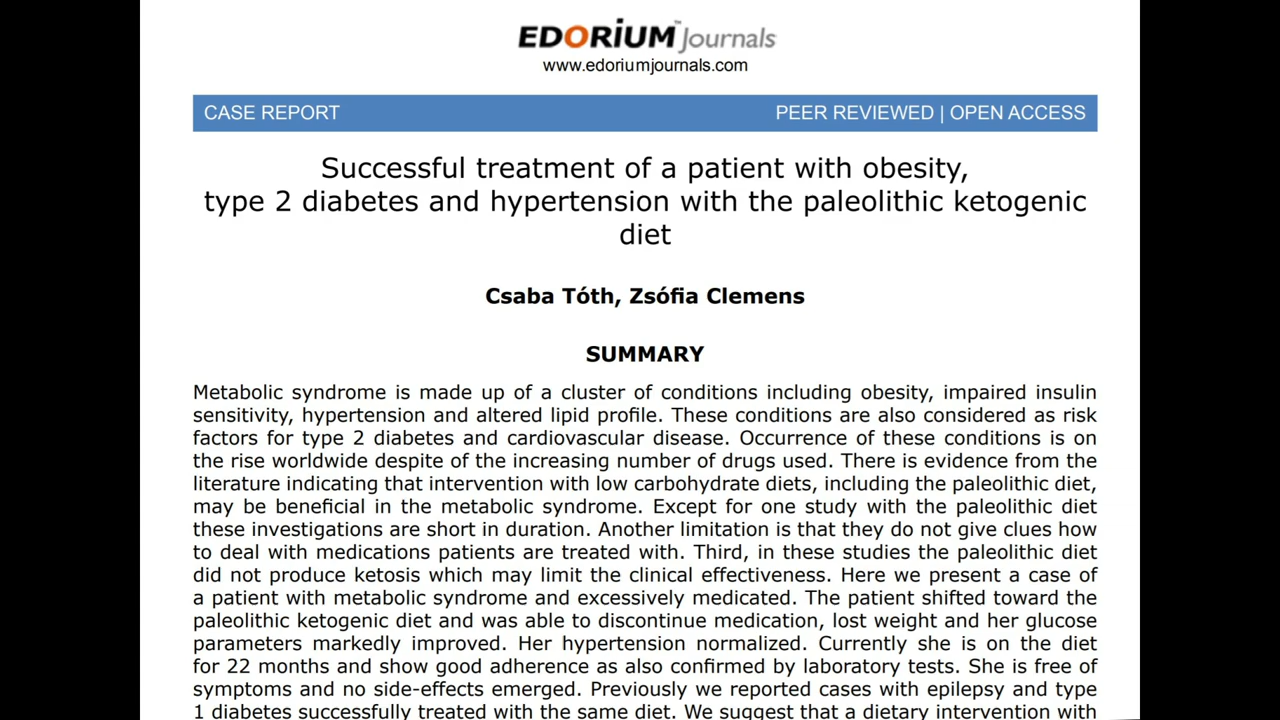 EDORiUM™ Journals
www.edoriumjournals.com
CASE REPORT PEER REVIEWED | OPEN ACCESS
Successful treatment of a patient with obesity,
type 2 diabetes and hypertension with the paleolithic ketogenic
diet
Csaba Tóth, Zsófia Clemens
SUMMARY
Metabolic syndrome is made up of a cluster of conditions including obesity, impaired insulin
sensitivity, hypertension and altered lipid profile. These conditions are also considered as risk
factors for type 2 diabetes and cardiovascular disease. Occurrence of these conditions is on
the rise worldwide despite of the increasing number of drugs used. There is evidence from the
literature indicating that intervention with low carbohydrate diets, including the paleolithic diet,
may be beneficial in the metabolic syndrome. Except for one study with the paleolithic diet
these investigations are short in duration. Another limitation is that they do not give clues how
to deal with medications patients are treated with. Third, in these studies the paleolithic diet
did not produce ketosis which may limit the clinical effectiveness. Here we present a case of
a patient with metabolic syndrome and excessively medicated. The patient shifted toward the
paleolithic ketogenic diet and was able to discontinue medication, lost weight and her glucose
parameters markedly improved. Her hypertension normalized. Currently she is on the diet
for 22 months and show good adherence as also confirmed by laboratory tests. She is free of
symptoms and no side-effects emerged. Previously we reported cases with epilepsy and type
1 diabetes successfully treated with the same diet. We suggest that a dietary intervention with